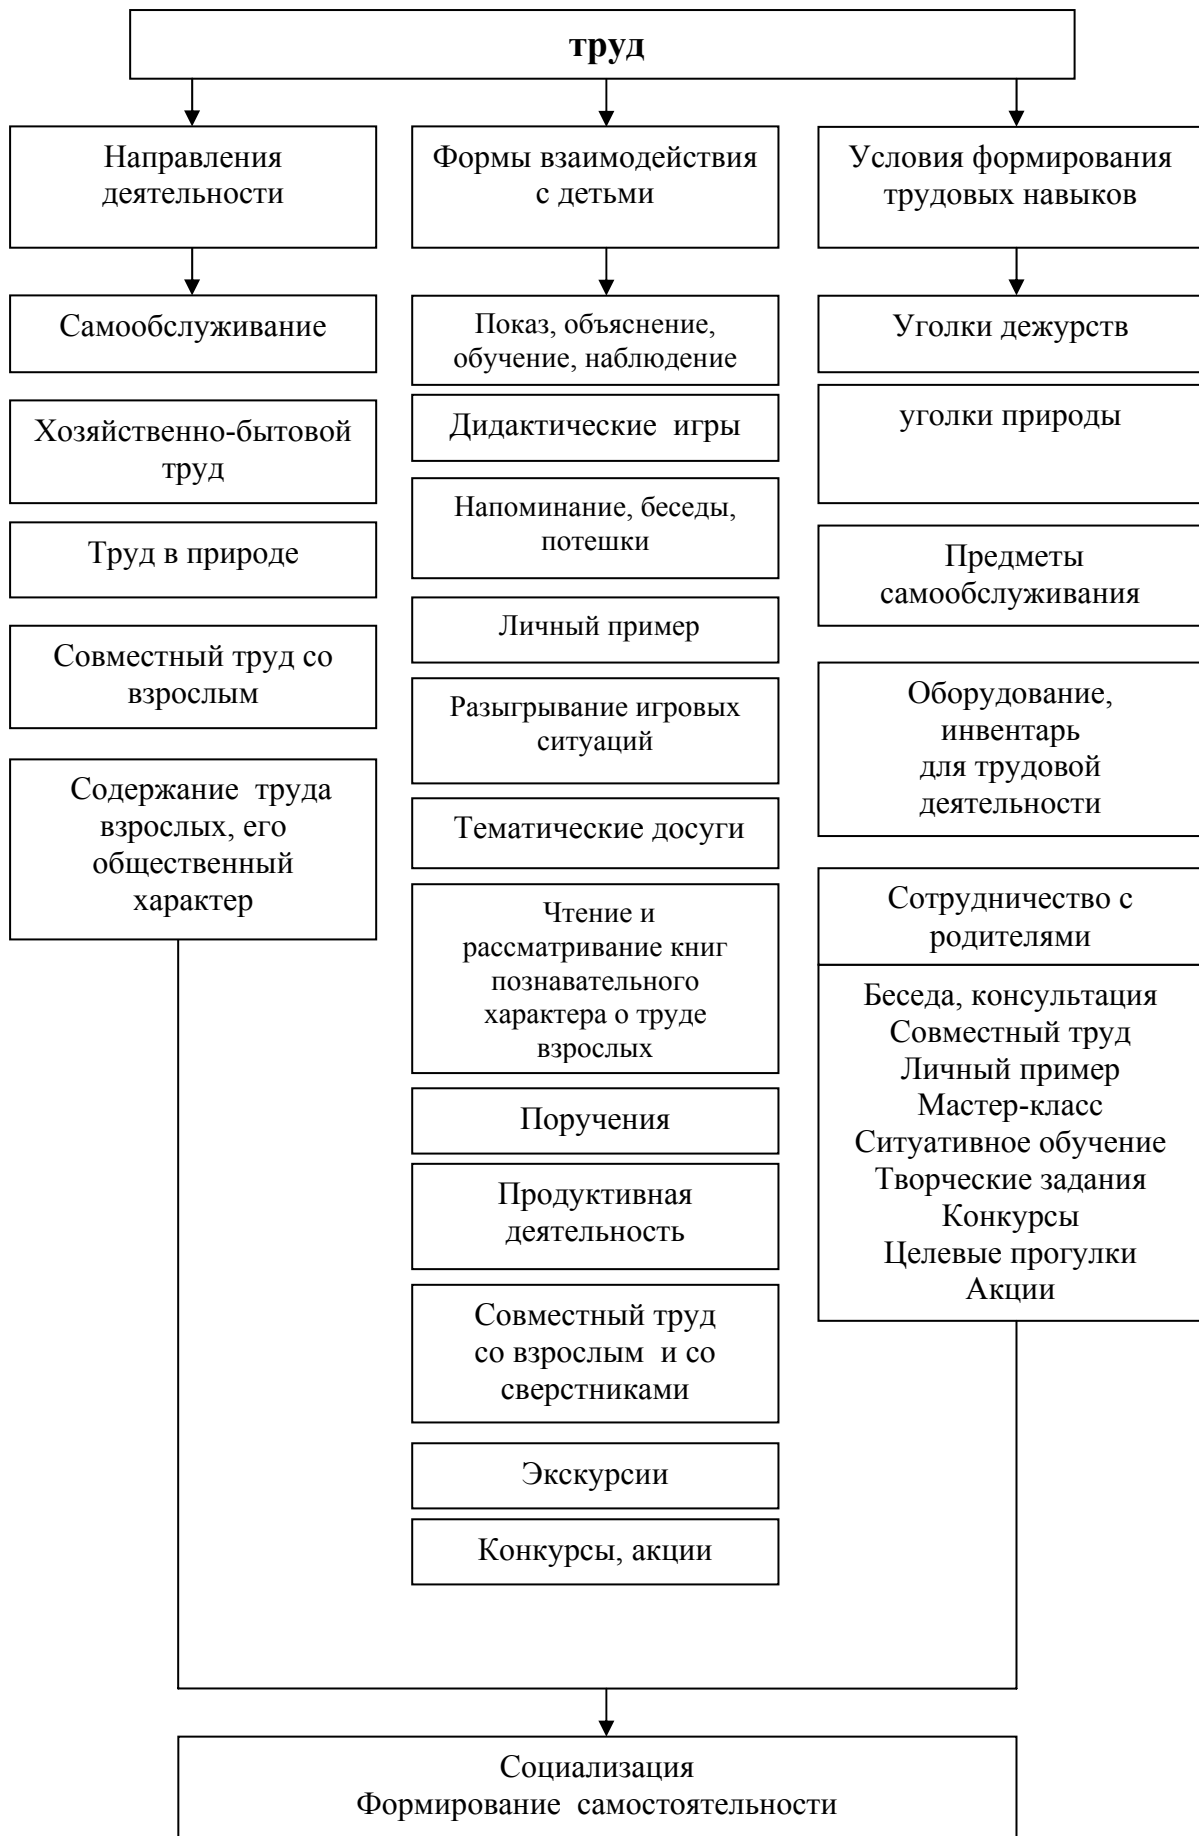 труд
Направления
деятельности
Самообслуживание
Хозяйственно-бытовой
труд
Труд в природе
Совместный труд со
взрослым
Содержание труда
взрослых, его
общественный
характер
Формы взаимодействия
с детьми
Показ, объяснение,
обучение, наблюдение
Дидактические игры
Напоминание, беседы,
потешки
Личный пример
Разыгрывание игровых
ситуаций
Тематические досуги
Чтение и
рассматривание книг
познавательного
характера о труде
взрослых
Поручения
Продуктивная
деятельность
Совместный труд
со взрослым и со
сверстниками
Экскурсии
Конкурсы, акции
Условия формирования
трудовых навыков
Уголки дежурств
уголки природы
Предметы
самообслуживания
Оборудование,
инвентарь
для трудовой
деятельности
Сотрудничество с
родителями
Беседа, консультация
Совместный труд
Личный пример
Мастер-класс
Ситуативное обучение
Творческие задания
Конкурсы
Целевые прогулки
Акции
Социализация
Формирование самостоятельности